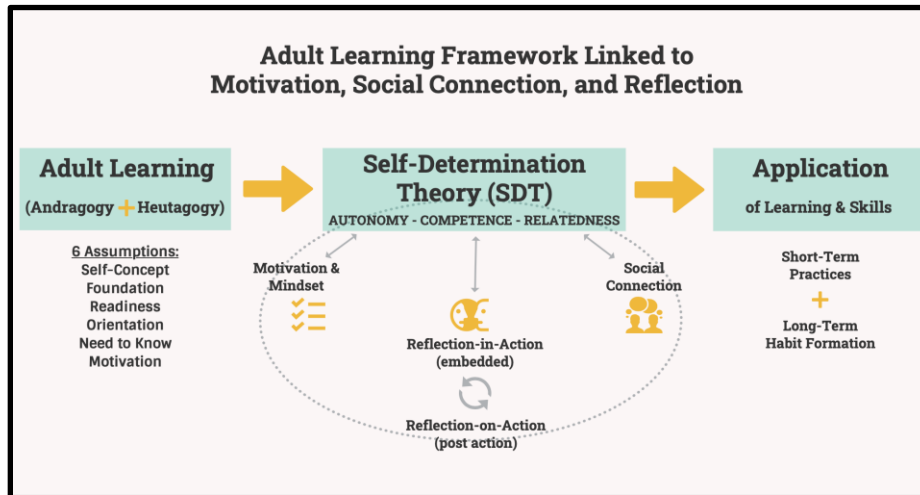 Adult Learning Framework Linked to
Motivation, Social Connection, and Reflection
Adult Learning
(Andragogy + Heutagogy)
6 Assumptions:
Self-Concept
Foundation
Readiness
Orientation
Need to Know
Motivation
Self-Determination
Theory (SDT)
AUTONOMY - COMPETENCE - RELATEDNESS
Motivation &
Mindset
Reflection-in-Action
(embedded)
Reflection-on-Action
(post action)
Social
Connection
Application
of Learning & Skills
Short-Term
Practices
+
Long-Term
Habit Formation